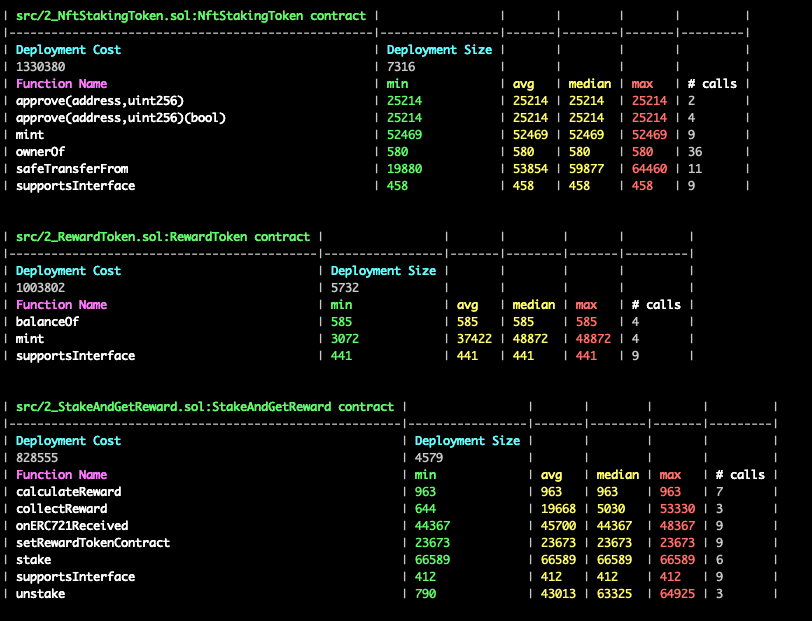 | src/2_NftStakingToken.sol:NftStakingToken contract | | | | | |
|----------------------------------------------------|-----------------|-------|--------|-------|---------|
| Deployment Cost | Deployment Size | | | | |
| 1330380 | 7316 | | | | |
| Function Name | min | avg | median | max | # calls |
| approve(address,uint256) | 25214 | 25214 | 25214 | 25214 | 2 |
| approve(address,uint256)(bool) | 25214 | 25214 | 25214 | 25214 | 4 |
| mint | 52469 | 52469 | 52469 | 52469 | 9 |
| ownerOf | 580 | 580 | 580 | 580 | 36 |
| safeTransferFrom | 19880 | 53854 | 59877 | 64460 | 11 |
| supportsInterface | 458 | 458 | 458 | 458 | 9 |
| src/2_RewardToken.sol:RewardToken contract | | | | | |
|--------------------------------------------|-----------------|-------|--------|-------|---------|
| Deployment Cost | Deployment Size | | | | |
| 1003802 | 5732 | | | | |
| Function Name | min | avg | median | max | # calls |
| balanceOf | 585 | 585 | 585 | 585 | 4 |
| mint | 3072 | 37422 | 48872 | 48872 | 4 |
| supportsInterface | 441 | 441 | 441 | 441 | 9 |
| src/2_StakeAndGetReward.sol:StakeAndGetReward contract | | | | | |
|--------------------------------------------------------|-----------------|-------|--------|-------|---------|
| Deployment Cost | Deployment Size | | | | |
| 828555 | 4579 | | | | |
| Function Name | min | avg | median | max | # calls |
| calculateReward | 963 | 963 | 963 | 963 | 7 |
| collectReward | 644 | 19668 | 5030 | 53330 | 3 |
| onERC721Received | 44367 | 45700 | 44367 | 48367 | 9 |
| setRewardTokenContract | 23673 | 23673 | 23673 | 23673 | 9 |
| stake | 66589 | 66589 | 66589 | 66589 | 6 |
| supportsInterface | 412 | 412 | 412 | 412 | 9 |
| unstake | 790 | 43013 | 63325 | 64925 | 3 |